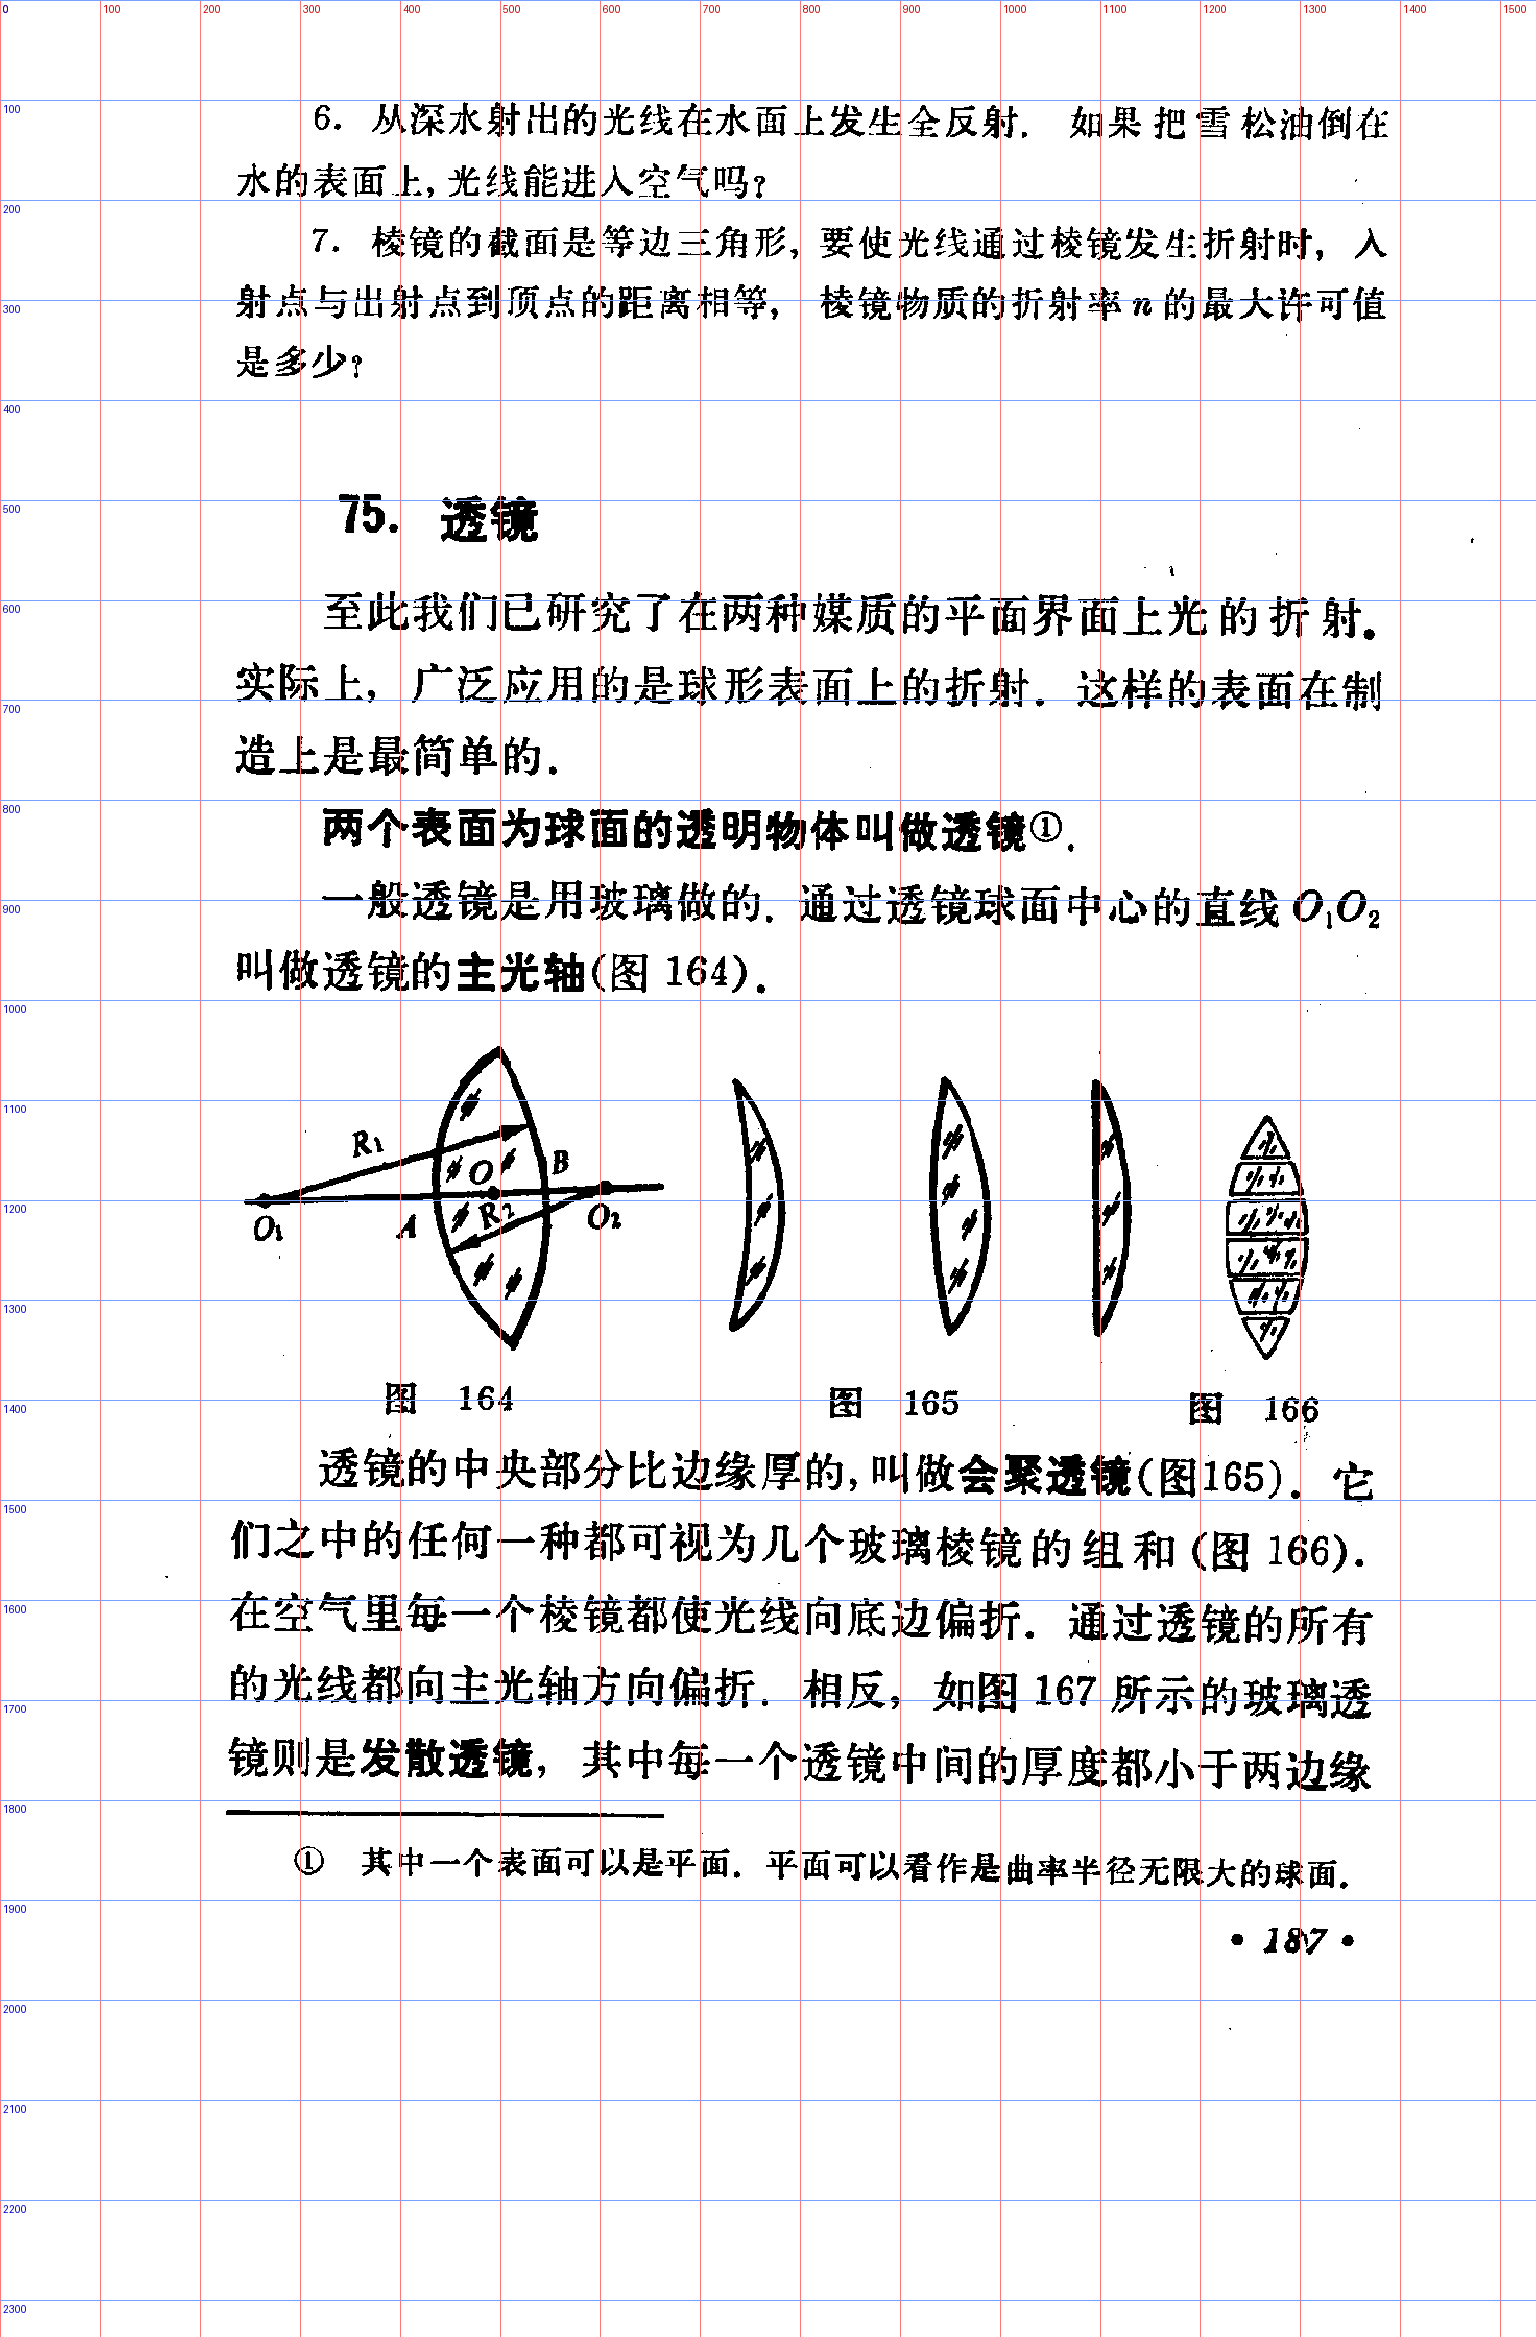 6. 从深水射出的光线在水面上发生全反射. 如果把雪松油倒在
水的表面上,光线能进入空气吗?
7. 棱镜的截面是等边三角形,要使光线通过棱镜发生折射时,入
射点与出射点到顶点的距离相等, 棱镜物质的折射率 n 的最大许可值
是多少?
75. 透镜
至此我们已研究了在两种媒质的平面界面上光的折射.
实际上, 广泛应用的是球形表面上的折射. 这样的表面在制
造上是最简单的.
两个表面为球面的透明物体叫做透镜①.
一般透镜是用玻璃做的. 通过透镜球面中心的直线 O₁O₂
叫做透镜的主光轴(图 164).
R₁
O
B
O₁
A
R₂
O₂
图 164
图 165
图 166
透镜的中央部分比边缘厚的,叫做会聚透镜(图165). 它
们之中的任何一种都可视为几个玻璃棱镜的组和(图 166).
在空气里每一个棱镜都使光线向底边偏折. 通过透镜的所有
的光线都向主光轴方向偏折. 相反, 如图 167 所示的玻璃透
镜则是发散透镜, 其中每一个透镜中间的厚度都小于两边缘
① 其中一个表面可以是平面. 平面可以看作是曲率半径无限大的球面.
• 187 •